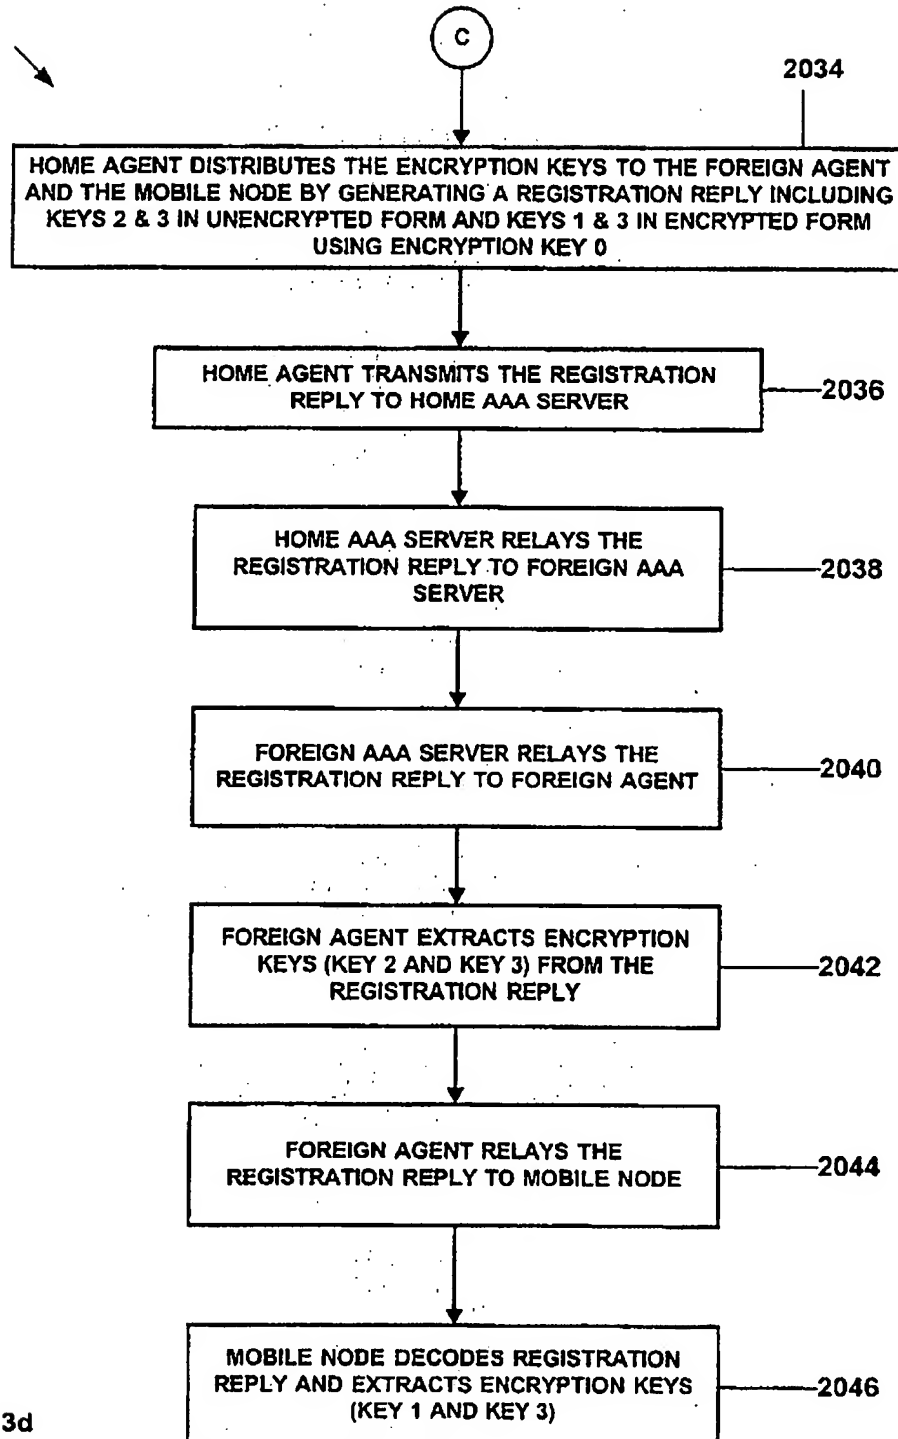 C
2034
HOME AGENT DISTRIBUTES THE ENCRYPTION KEYS TO THE FOREIGN AGENT
AND THE MOBILE NODE BY GENERATING A REGISTRATION REPLY INCLUDING
KEYS 2 & 3 IN UNENCRYPTED FORM AND KEYS 1 & 3 IN ENCRYPTED FORM
USING ENCRYPTION KEY 0
HOME AGENT TRANSMITS THE REGISTRATION
REPLY TO HOME AAA SERVER
2036
HOME AAA SERVER RELAYS THE
REGISTRATION REPLY TO FOREIGN AAA
SERVER
2038
FOREIGN AAA SERVER RELAYS THE
REGISTRATION REPLY TO FOREIGN AGENT
2040
FOREIGN AGENT EXTRACTS ENCRYPTION
KEYS (KEY 2 AND KEY 3) FROM THE
REGISTRATION REPLY
2042
FOREIGN AGENT RELAYS THE
REGISTRATION REPLY TO MOBILE NODE
2044
MOBILE NODE DECODES REGISTRATION
REPLY AND EXTRACTS ENCRYPTION KEYS
(KEY 1 AND KEY 3)
2046
3d